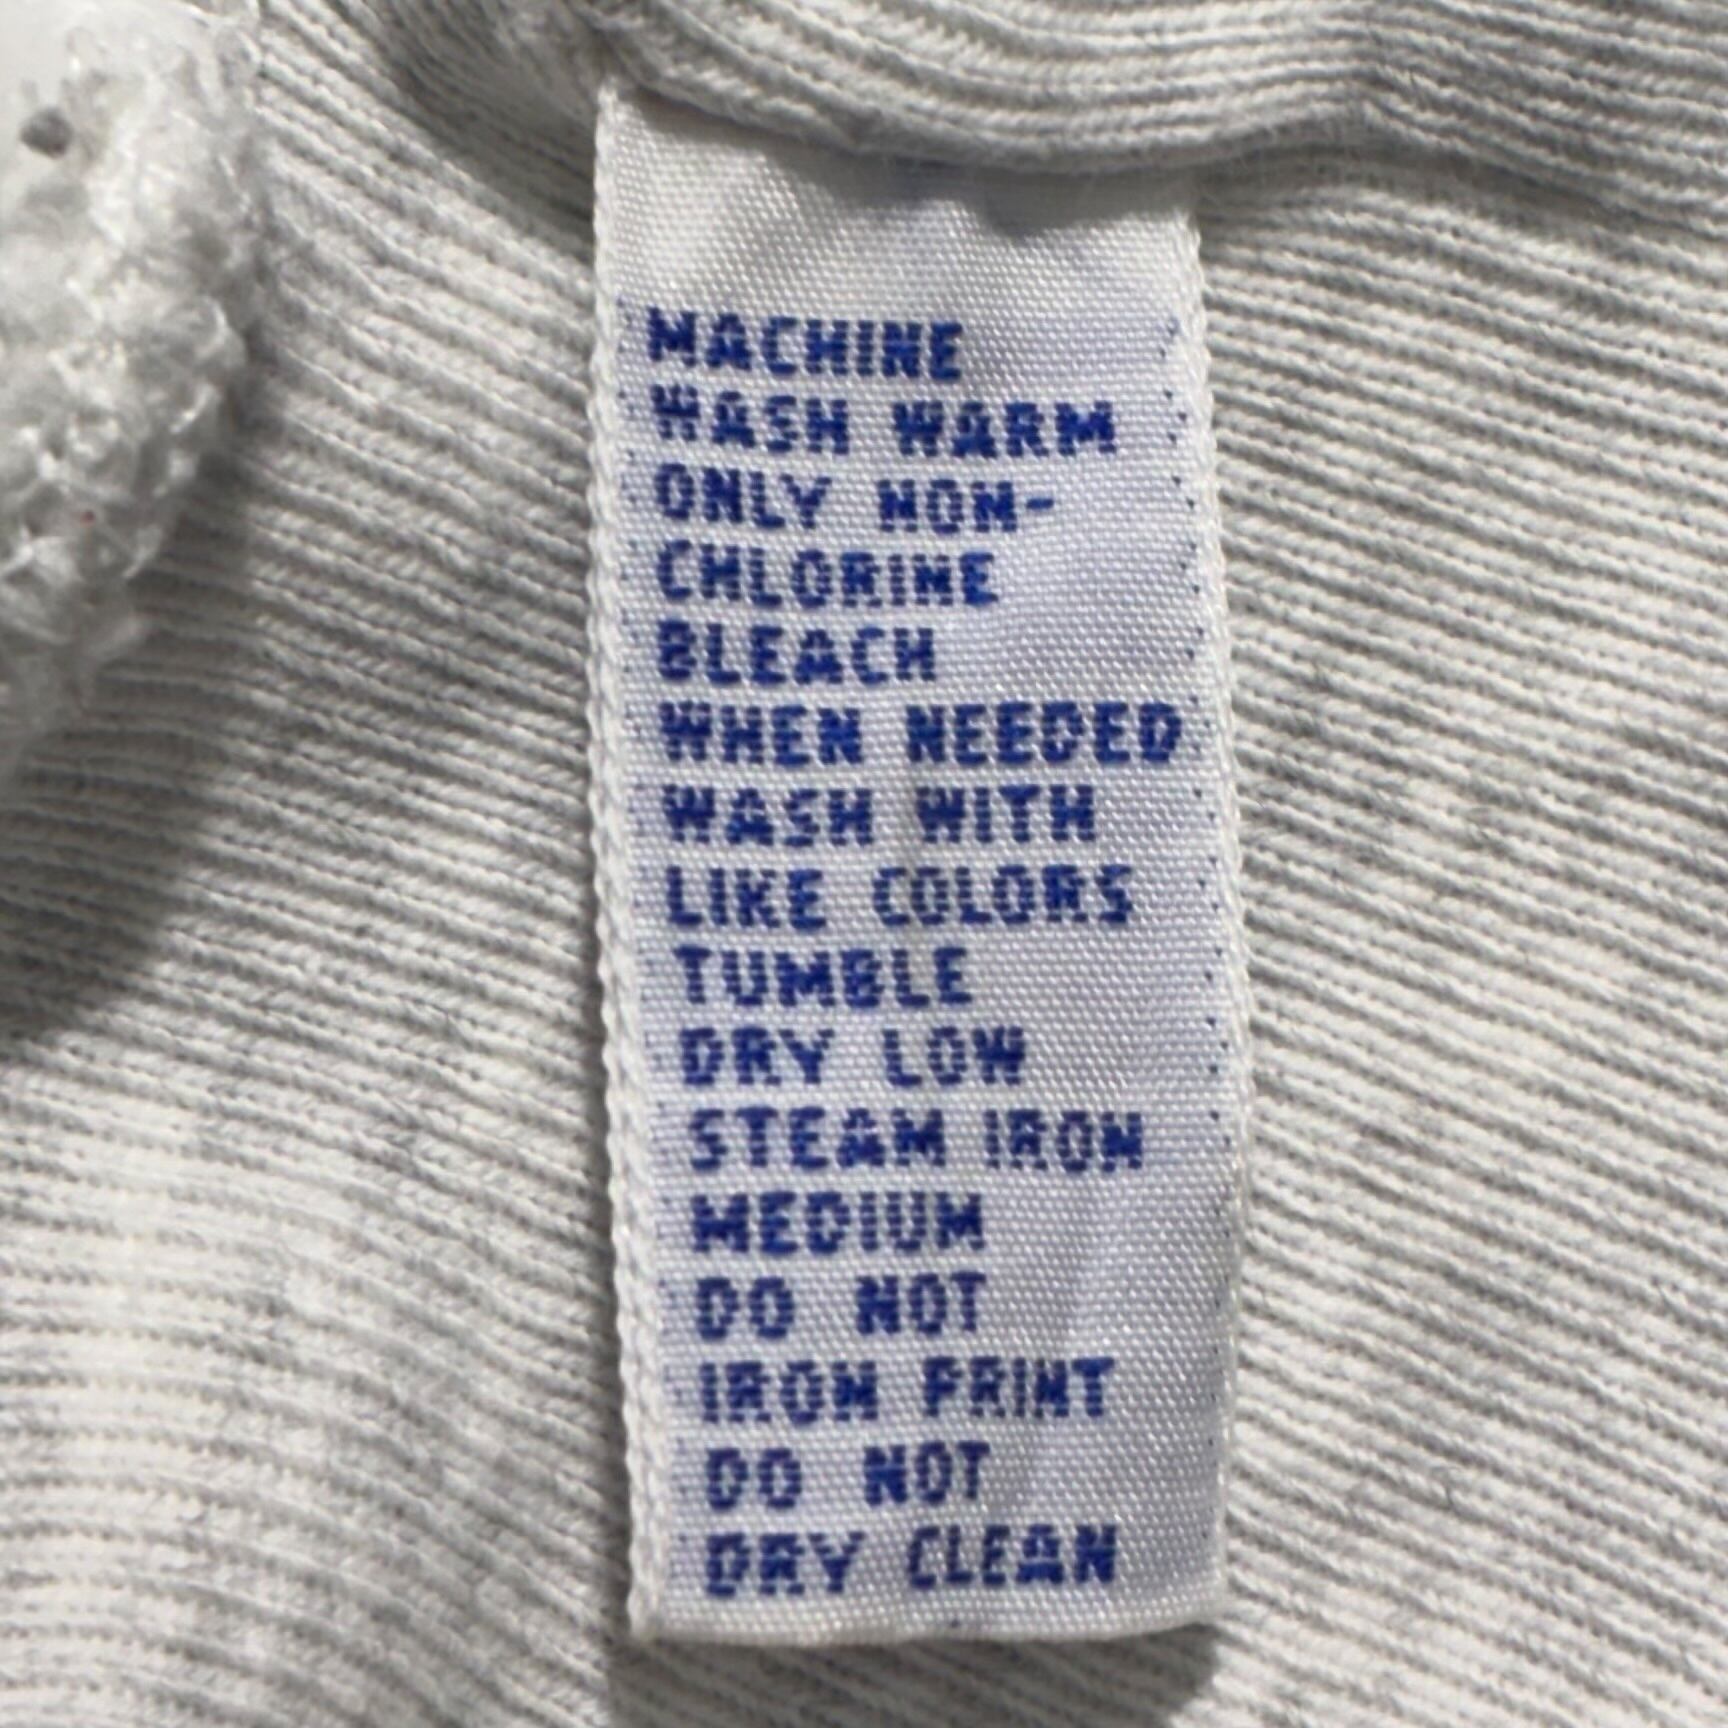 MACHINE
WASH WARM
ONLY NON-
CHLORINE
BLEACH
WHEN NEEDED
WASH WITH
LIKE COLORS
TUMBLE
DRY LOW
STEAM IRON
MEDIUM
DO NOT
IRON PRINT
DO NOT
DRY CLEAN